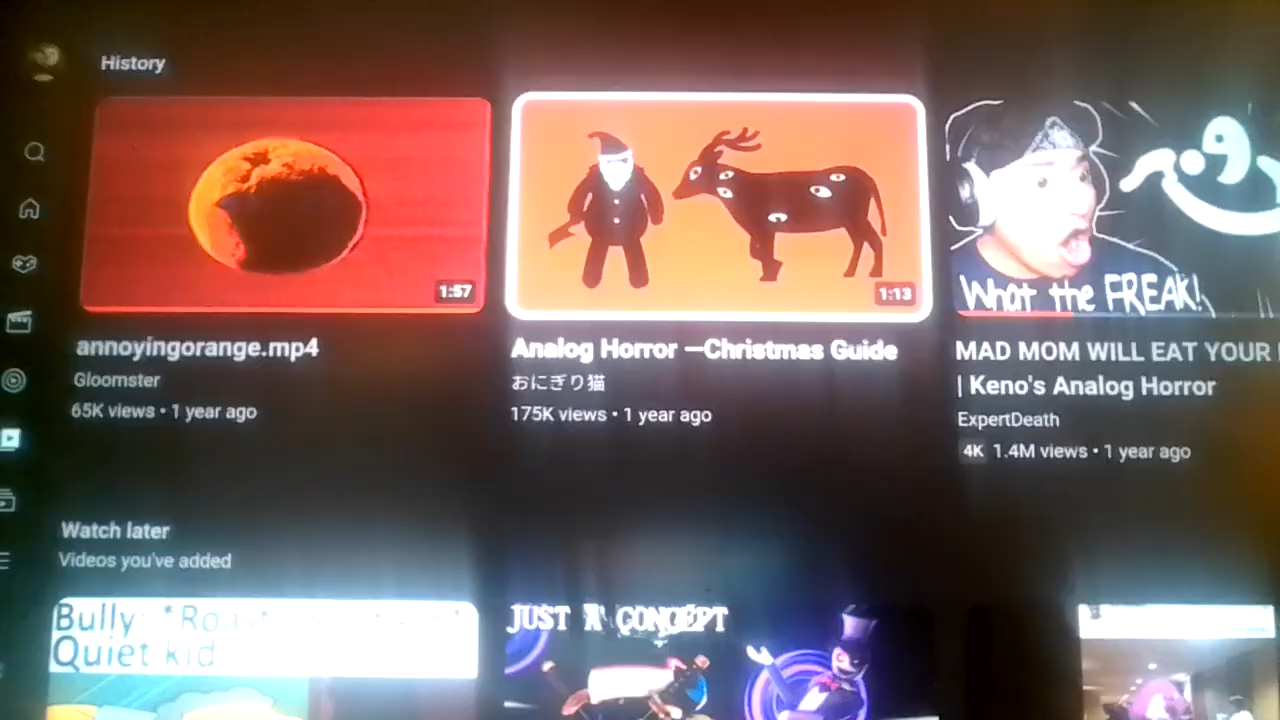 History
1:57
1:13
What the FREAK!
annoyingorange.mp4
Gloomster
65K views • 1 year ago
Analog Horror —Christmas Guide
おにぎり猫
175K views • 1 year ago
MAD MOM WILL EAT YOUR
| Keno's Analog Horror
ExpertDeath
4K 1.4M views • 1 year ago
Watch later
Videos you've added
Bully
Quiet kid
JUST A CONCEPT